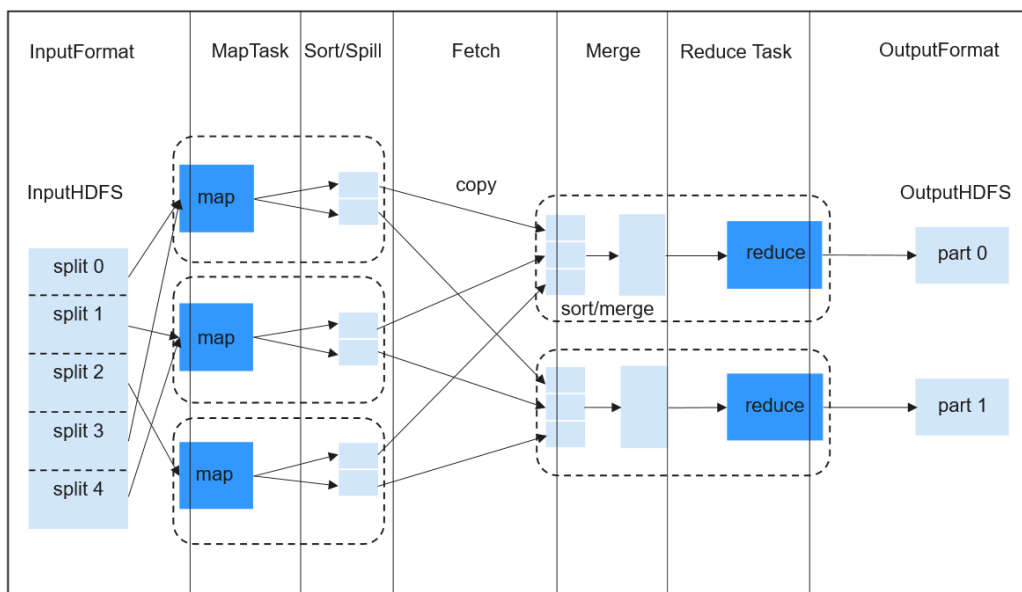 InputFormat
MapTask
Sort/Spill
Fetch
Merge
Reduce Task
OutputFormat
InputHDFS
split 0
split 1
split 2
split 3
split 4
map
map
map
copy
sort/merge
reduce
reduce
OutputHDFS
part 0
part 1